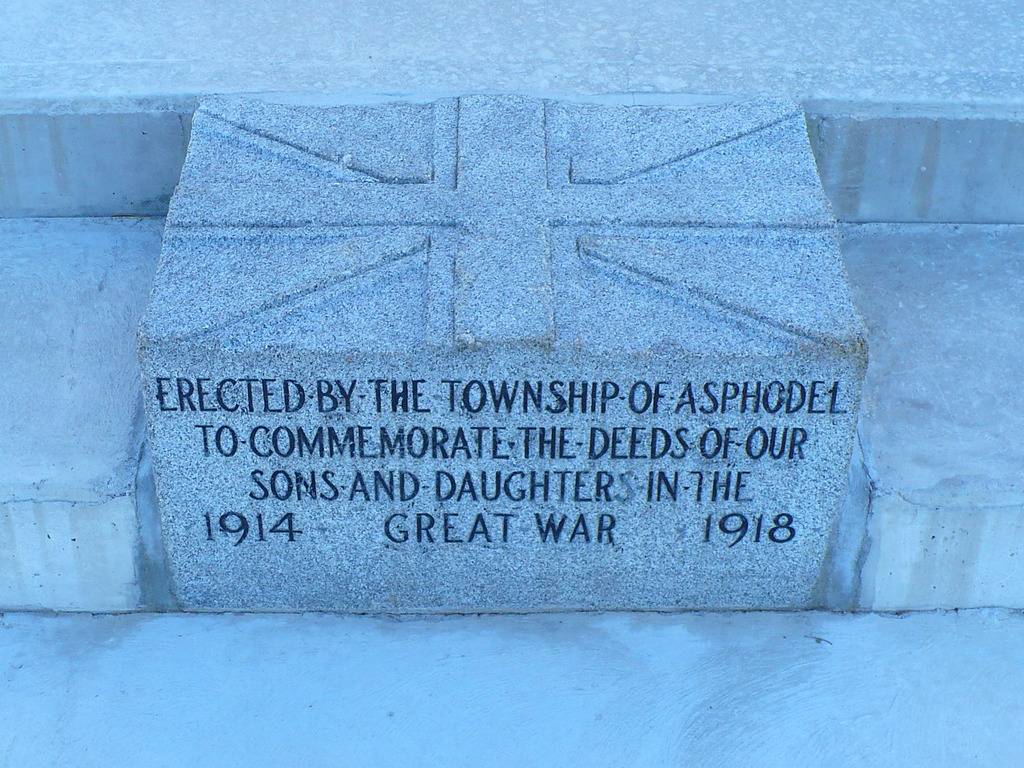 ERECTED·BY·THE TOWNSHIP·OF ASPHODEL
TO·COMMEMORATE·THE·DEEDS OF·OUR
SONS·AND·DAUGHTERS·IN·THE
1914 GREAT WAR 1918